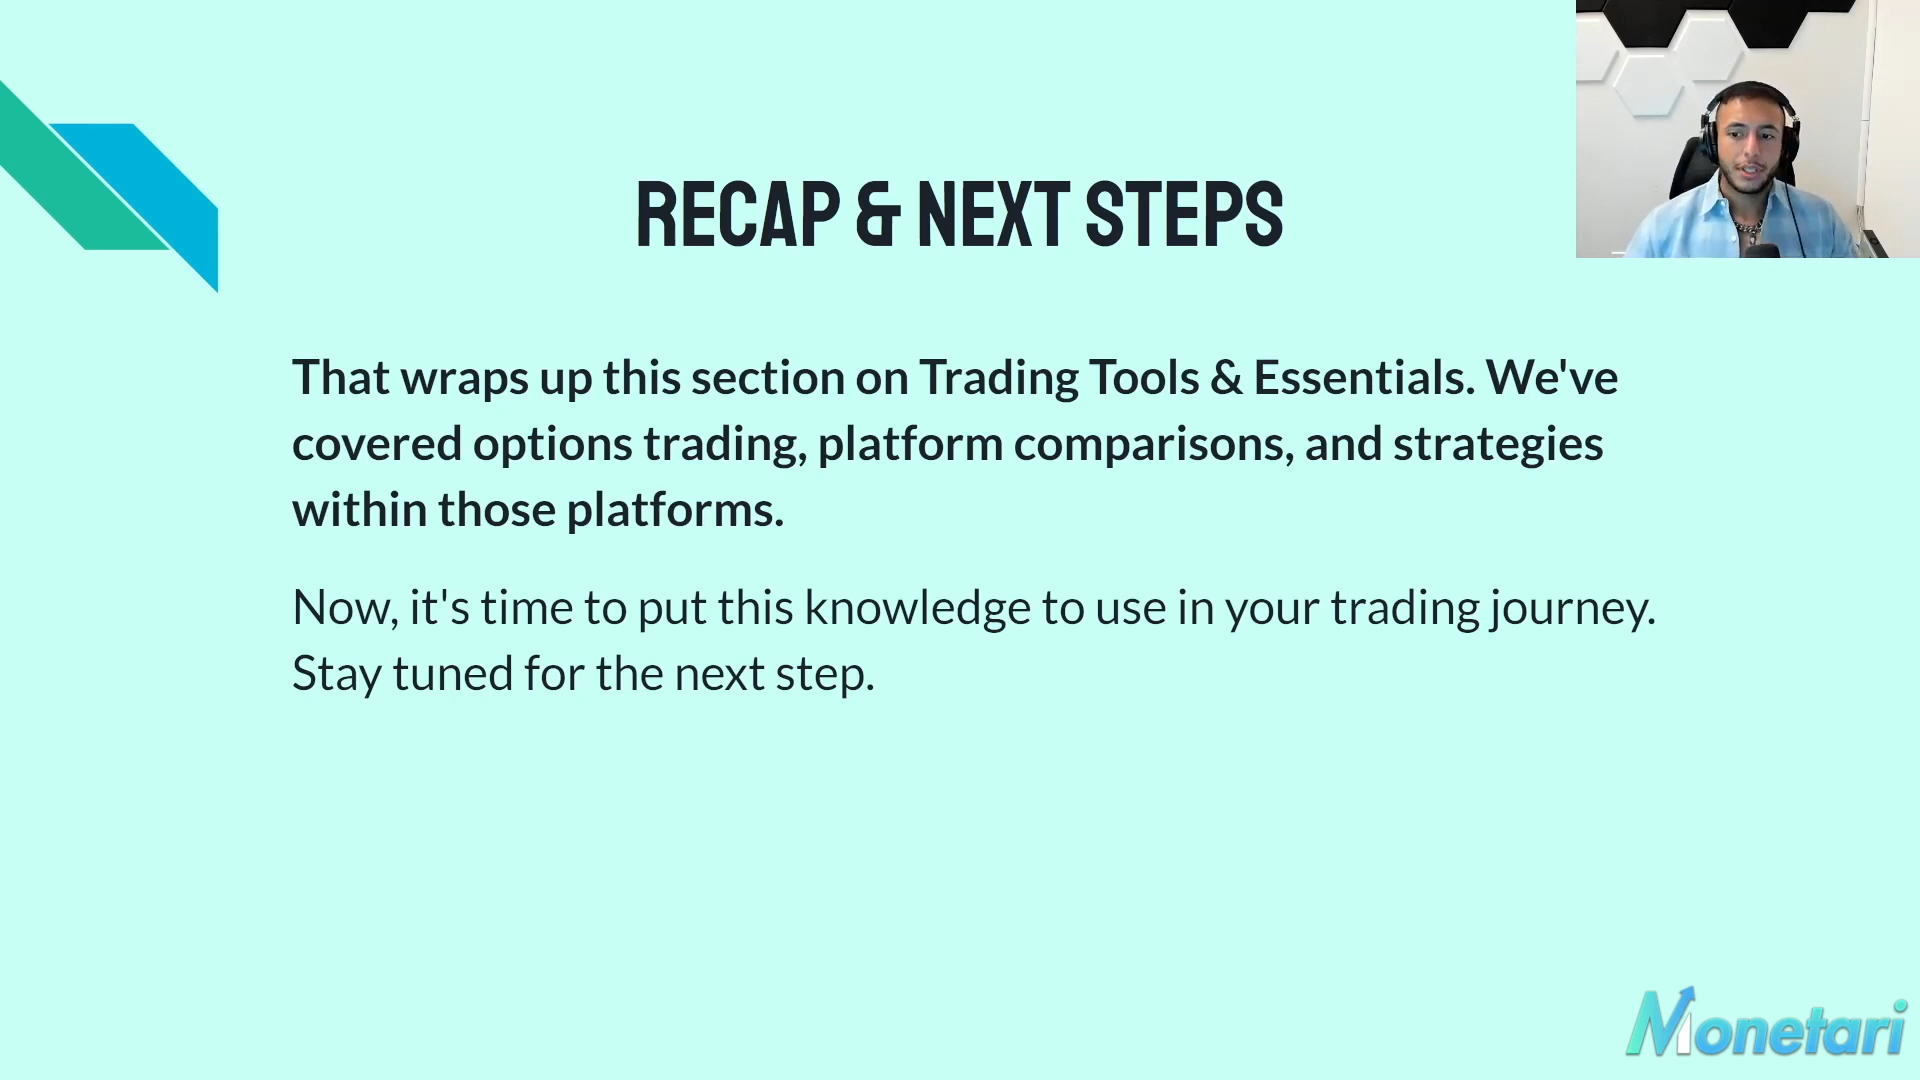 RECAP & NEXT STEPS
That wraps up this section on Trading Tools & Essentials. We've
covered options trading, platform comparisons, and strategies
within those platforms.
Now, it's time to put this knowledge to use in your trading journey.
Stay tuned for the next step.
Monetari